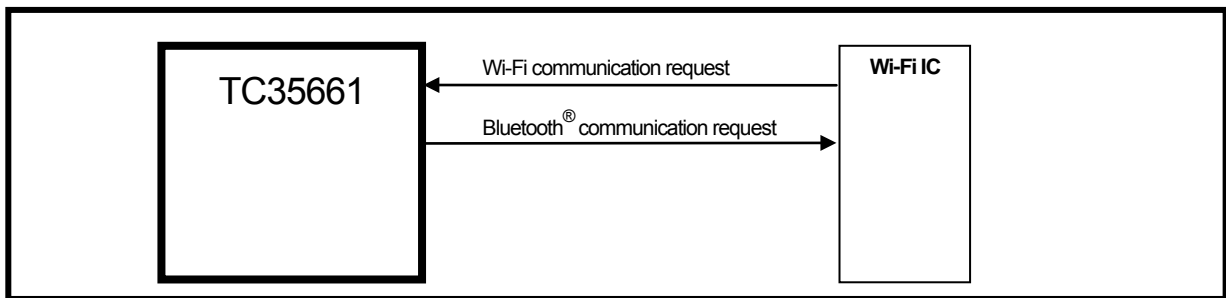 TC35661
Wi-Fi communication request
Wi-Fi IC
Bluetooth® communication request